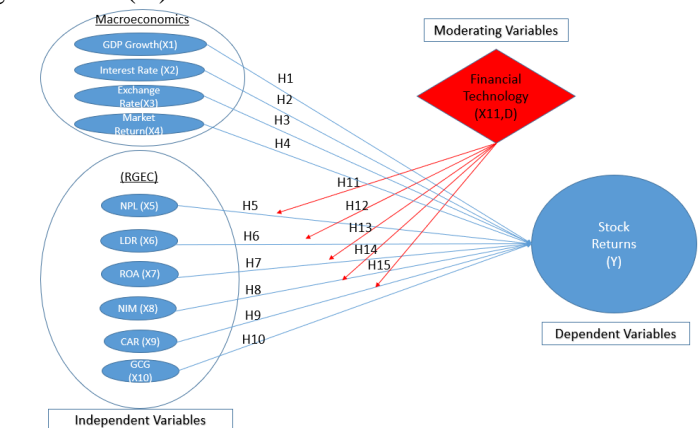 Macroeconomics
GDP Growth(X1)
Interest Rate (X2)
Exchange
Rate(X3)
Market
Return(X4)
H1
H2
H3
H4
Moderating Variables
Financial
Technology
(X11,D)
(RGEC)
NPL (X5)
LDR (X6)
ROA (X7)
NIM (X8)
CAR (X9)
GCG
(X10)
H5
H6
H7
H8
H9
H10
H11
H12
H13
H14
H15
Stock
Returns
(Y)
Dependent Variables
Independent Variables